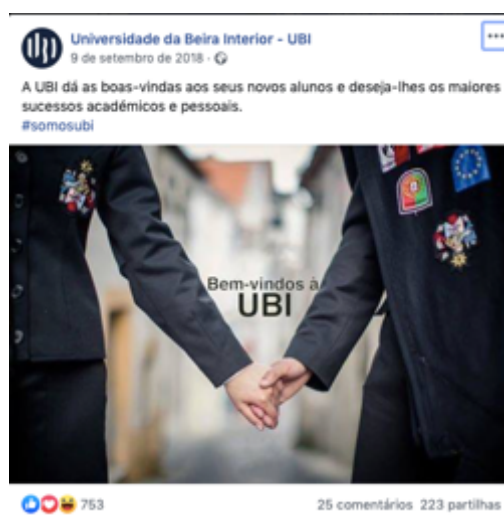 Universidade da Beira Interior - UBI
9 de setembro de 2018 ·
A UBI dá as boas-vindas aos seus novos alunos e deseja-lhes os maiores
sucessos académicos e pessoais.
#somosubi
Bem-vindos à
UBI
753
25 comentários 223 partilhas